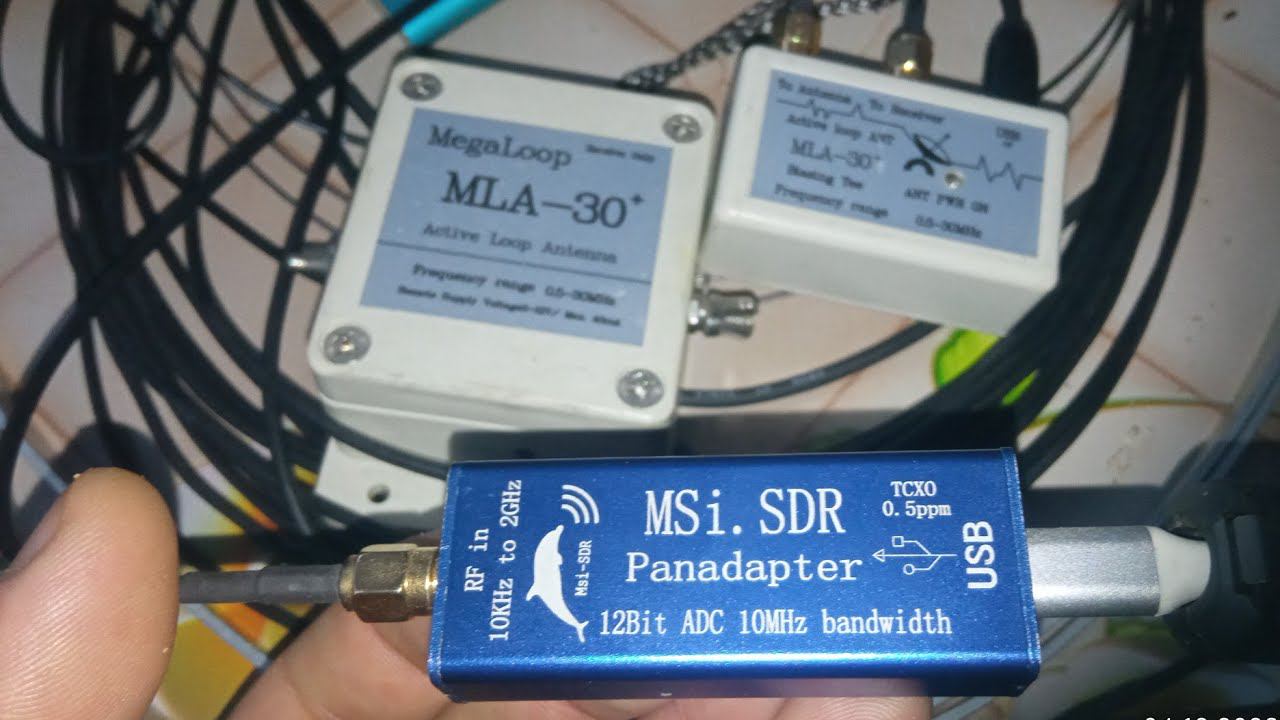 MegaLoop
MLA-30+
Active Loop Antenna
Frequency range 0.5-30MHz
To Antenna
To Receiver
Active loop ANT
MLA-30+
Biasing Tee
ANT PWR ON
Frequency range
0.5-30MHz
RF in
10KHz to 2GHz
Msi-SDR
MSi.SDR
Panadapter
12Bit ADC 10MHz bandwidth
TCXO
0.5ppm
USB